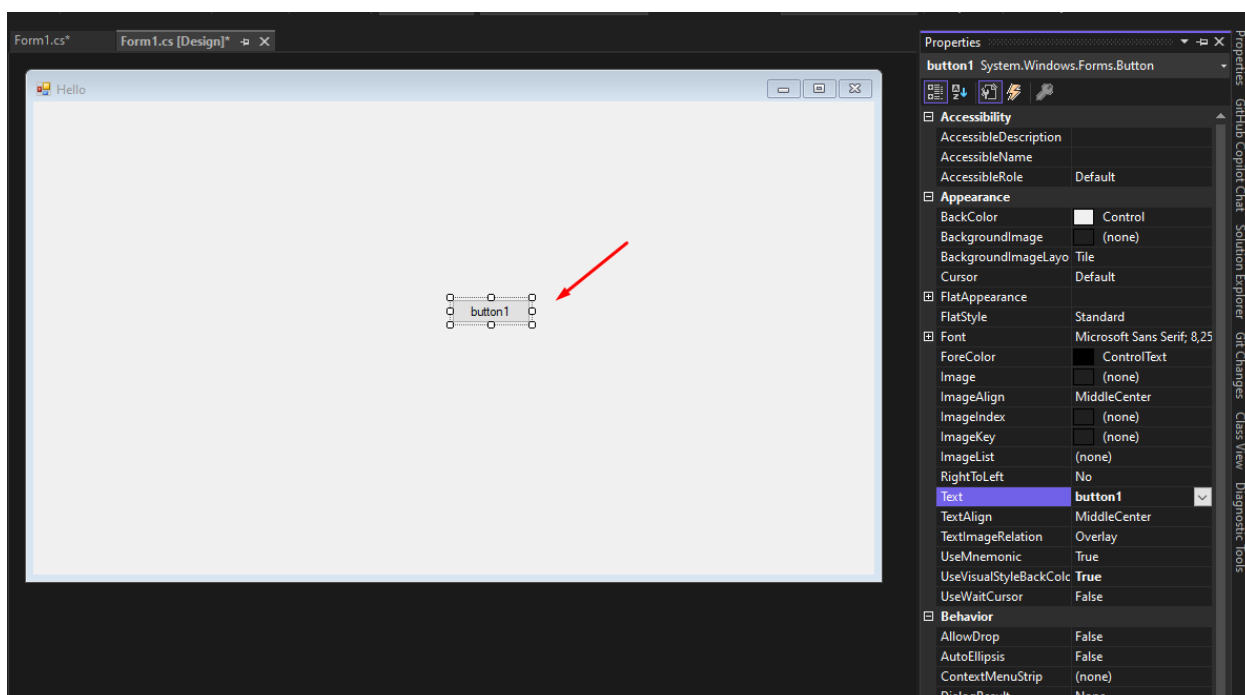 Form1.cs*
Form1.cs [Design]*
Hello
button1
Properties
button1 System.Windows.Forms.Button
Accessibility
AccessibleDescription
AccessibleName
AccessibleRole Default
Appearance
BackColor Control
BackgroundImage (none)
BackgroundImageLayo Tile
Cursor Default
FlatAppearance
FlatStyle Standard
Font Microsoft Sans Serif; 8,25
ForeColor ControlText
Image (none)
ImageAlign MiddleCenter
ImageIndex (none)
ImageKey (none)
ImageList (none)
RightToLeft No
Text button1
TextAlign MiddleCenter
TextImageRelation Overlay
UseMnemonic True
UseVisualStyleBackColc True
UseWaitCursor False
Behavior
AllowDrop False
AutoEllipsis False
ContextMenuStrip (none)
DialogResult None
Properties
GitHub Copilot Chat
Solution Explorer
Git Changes
Class View
Diagnostic Tools